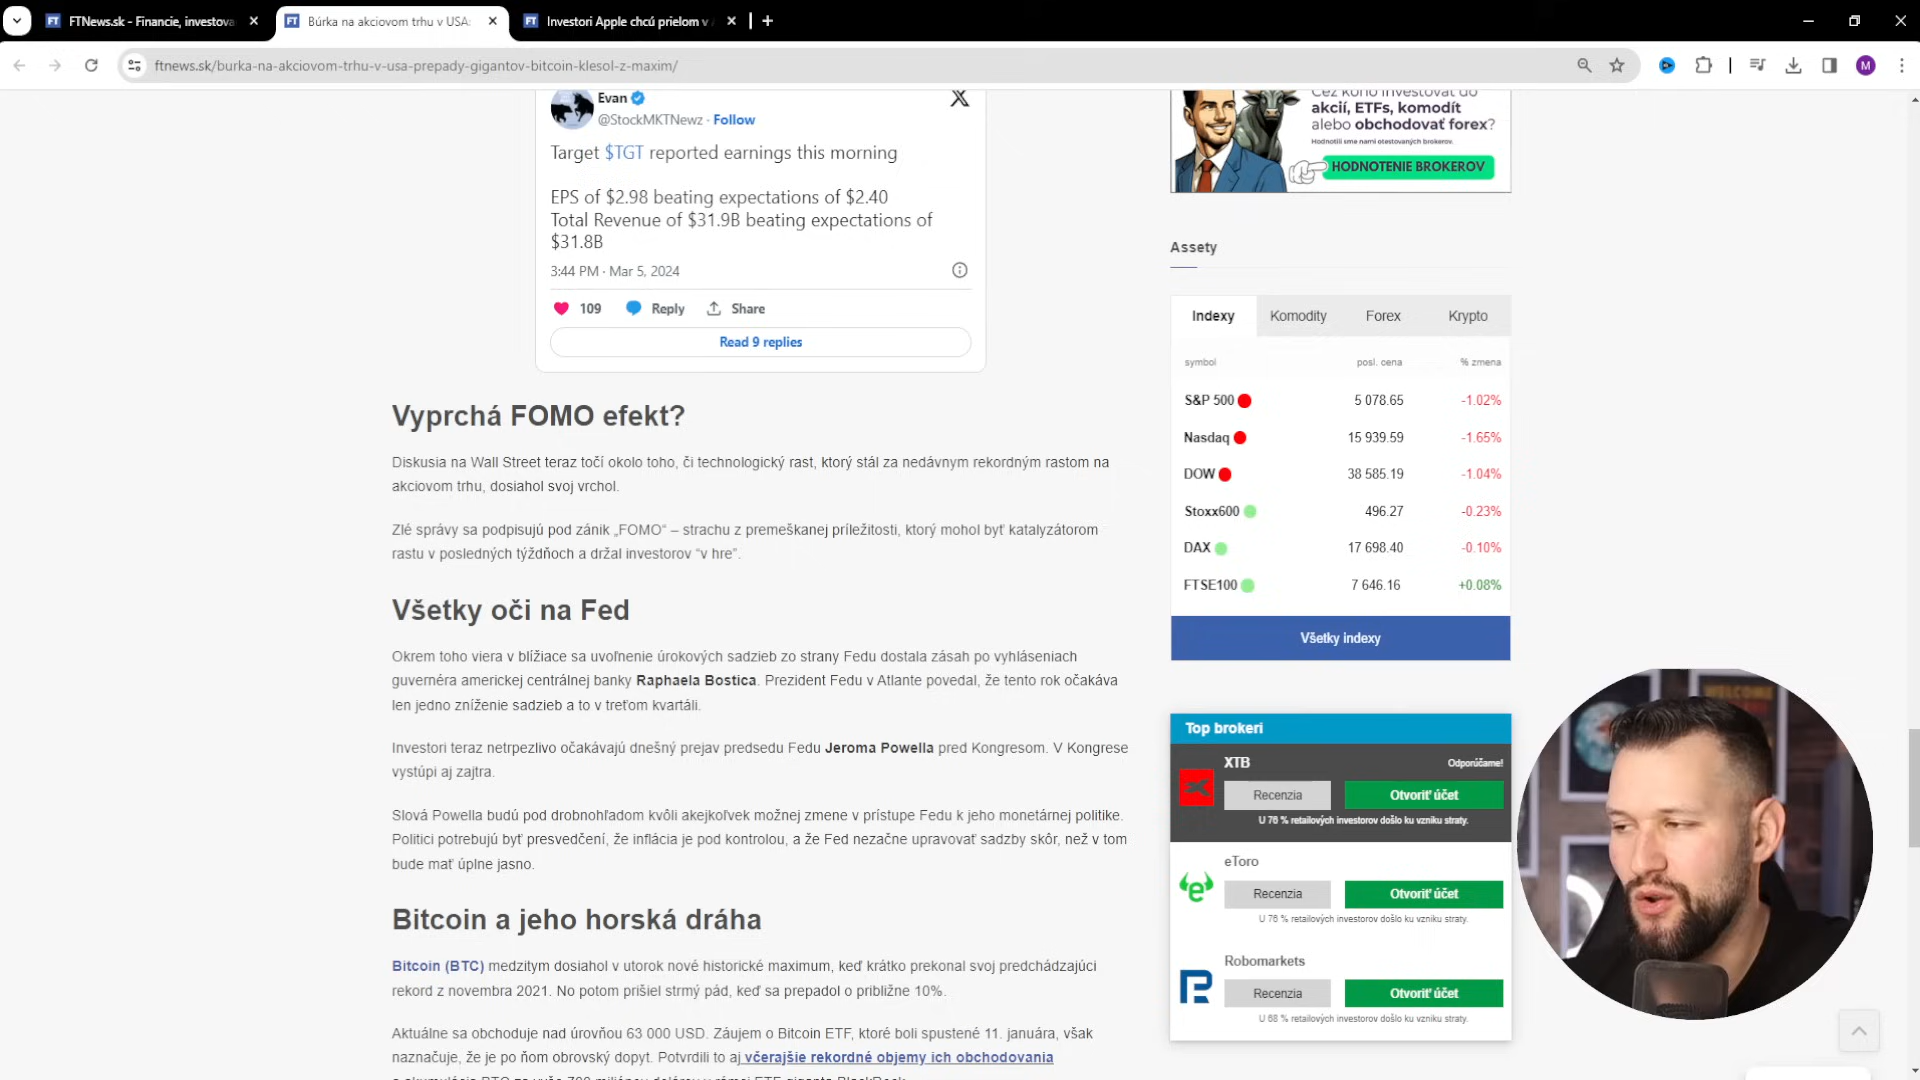 FTNews.sk - Financie, investova
Búrka na akciovom trhu v USA:
Investori Apple chcú prielom v
ftnews.sk/burka-na-akciovom-trhu-v-usa-prepady-gigantov-bitcoin-klesol-z-maxim/
M
Evan
@StockMKTNewz · Follow
Target $TGT reported earnings this morning
EPS of $2.98 beating expectations of $2.40
Total Revenue of $31.9B beating expectations of
$31.8B
3:44 PM · Mar 5, 2024
109 Reply Share
Read 9 replies
Vyprchá FOMO efekt?
Diskusia na Wall Street teraz točí okolo toho, či technologický rast, ktorý stál za nedávnym rekordným rastom na
akciovom trhu, dosiahol svoj vrchol.
Zlé správy sa podpisujú pod zánik „FOMO“ – strachu z premeškanej príležitosti, ktorý mohol byť katalyzátorom
rastu v posledných týždňoch a držal investorov “v hre”.
Všetky oči na Fed
Okrem toho viera v blížiace sa uvoľnenie úrokových sadzieb zo strany Fedu dostala zásah po vyhláseniach
guvernéra americkej centrálnej banky Raphaela Bostica. Prezident Fedu v Atlante povedal, že tento rok očakáva
len jedno zníženie sadzieb a to v treťom kvartáli.
Investori teraz netrpezlivo očakávajú dnešný prejav predsedu Fedu Jeroma Powella pred Kongresom. V Kongrese
vystúpi aj zajtra.
Slová Powella budú pod drobnohľadom kvôli akejkoľvek možnej zmene v prístupe Fedu k jeho monetárnej politike.
Politici potrebujú byť presvedčení, že inflácia je pod kontrolou, a že Fed nezačne upravovať sadzby skôr, než v tom
bude mať úplne jasno.
Bitcoin a jeho horská dráha
Bitcoin (BTC) medzitým dosiahol v utorok nové historické maximum, keď krátko prekonal svoj predchádzajúci
rekord z novembra 2021. No potom prišiel strmý pád, keď sa prepadol o približne 10%.
Aktuálne sa obchoduje nad úrovňou 63 000 USD. Záujem o Bitcoin ETF, ktoré boli spustené 11. januára, však
naznačuje, že je po ňom obrovský dopyt. Potvrdili to aj včerajšie rekordné objemy ich obchodovania
Cez koho investovať do
akcií, ETFs, komodít
alebo obchodovať forex?
Hodnotili sme nami otestovaných brokerov.
HODNOTENIE BROKEROV
Assety
Indexy Komodity Forex Krypto
symbol posl. cena % zmena
S&P 500 5 078.65 -1.02%
Nasdaq 15 939.59 -1.65%
DOW 38 585.19 -1.04%
Stoxx600 496.27 -0.23%
DAX 17 698.40 -0.10%
FTSE100 7 646.16 +0.08%
Všetky indexy
Top brokeri
XTB Odporúčame!
Recenzia Otvoriť účet
U 76 % retailových investorov došlo ku vzniku straty.
eToro
Recenzia Otvoriť účet
U 76 % retailových investorov došlo ku vzniku straty.
Robomarkets
Recenzia Otvoriť účet
U 68 % retailových investorov došlo ku vzniku straty.
WELCOME